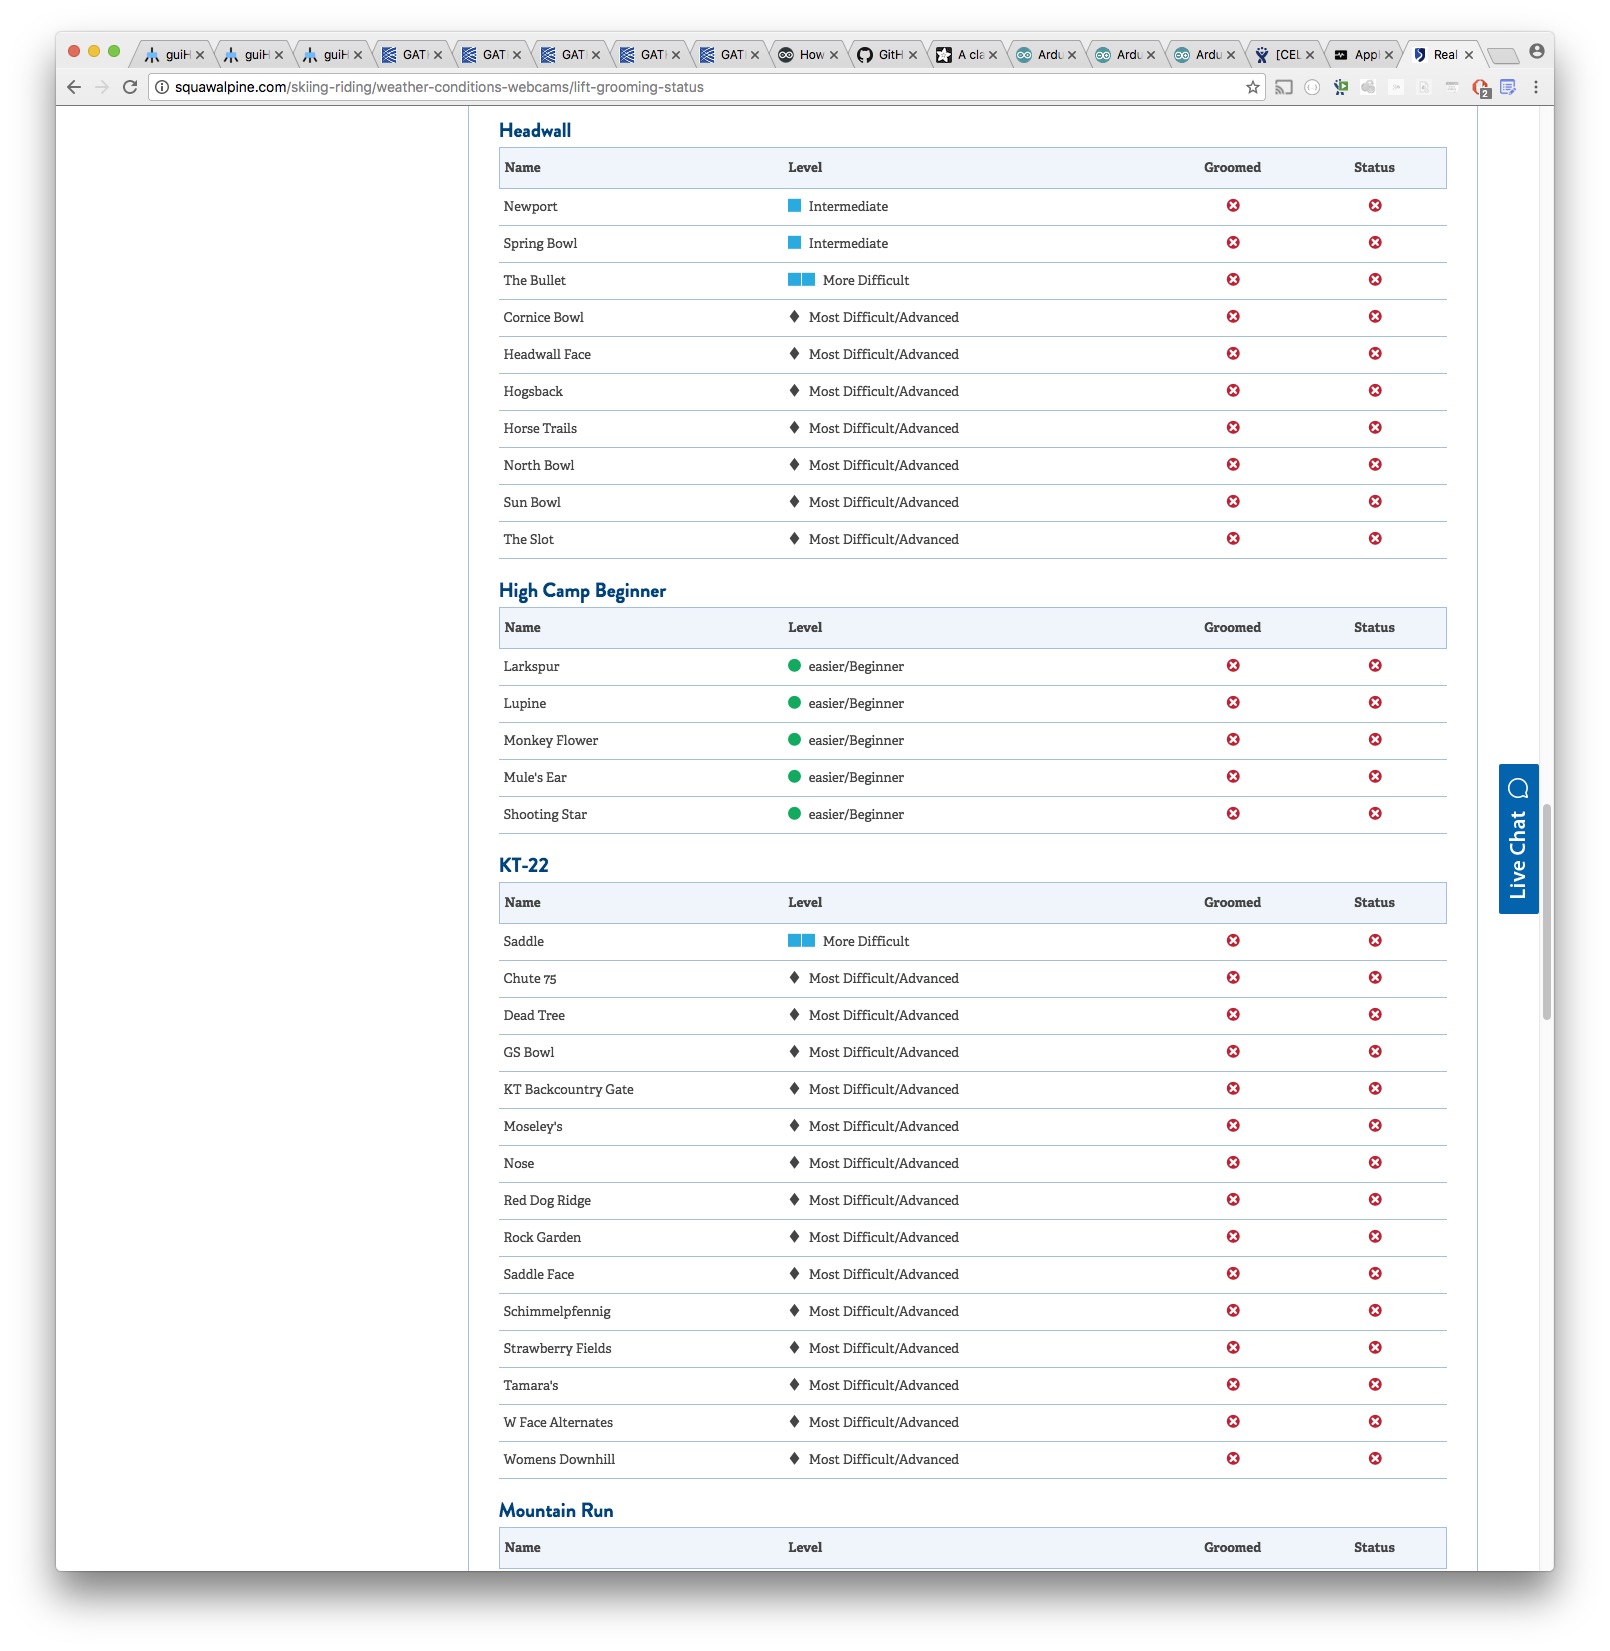 guiH guiH guiH GATI GATI GATI GATI GATI How GitH A cla Ardu Ardu Ardu [CEL Appl Real
squawalpine.com/skiing-riding/weather-conditions-webcams/lift-grooming-status
2
Headwall
Name Level Groomed Status
Newport Intermediate
Spring Bowl Intermediate
The Bullet More Difficult
Cornice Bowl Most Difficult/Advanced
Headwall Face Most Difficult/Advanced
Hogsback Most Difficult/Advanced
Horse Trails Most Difficult/Advanced
North Bowl Most Difficult/Advanced
Sun Bowl Most Difficult/Advanced
The Slot Most Difficult/Advanced
High Camp Beginner
Name Level Groomed Status
Larkspur easier/Beginner
Lupine easier/Beginner
Monkey Flower easier/Beginner
Mule's Ear easier/Beginner
Shooting Star easier/Beginner
Live Chat
KT-22
Name Level Groomed Status
Saddle More Difficult
Chute 75 Most Difficult/Advanced
Dead Tree Most Difficult/Advanced
GS Bowl Most Difficult/Advanced
KT Backcountry Gate Most Difficult/Advanced
Moseley's Most Difficult/Advanced
Nose Most Difficult/Advanced
Red Dog Ridge Most Difficult/Advanced
Rock Garden Most Difficult/Advanced
Saddle Face Most Difficult/Advanced
Schimmelpfennig Most Difficult/Advanced
Strawberry Fields Most Difficult/Advanced
Tamara's Most Difficult/Advanced
W Face Alternates Most Difficult/Advanced
Womens Downhill Most Difficult/Advanced
Mountain Run
Name Level Groomed Status